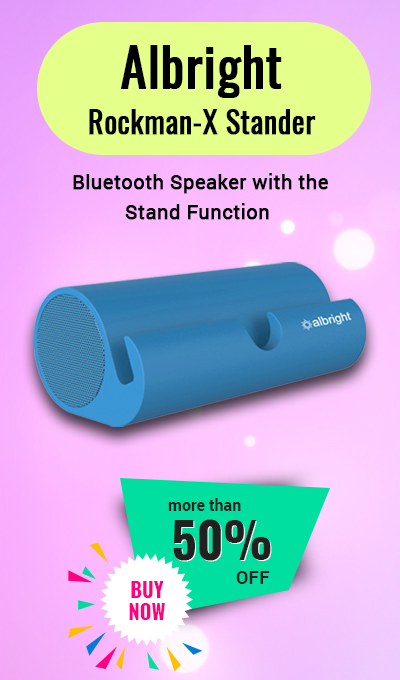 Albright
Rockman-X Stander
Bluetooth Speaker with the
Stand Function
albright
more than
50%
OFF
BUY
NOW